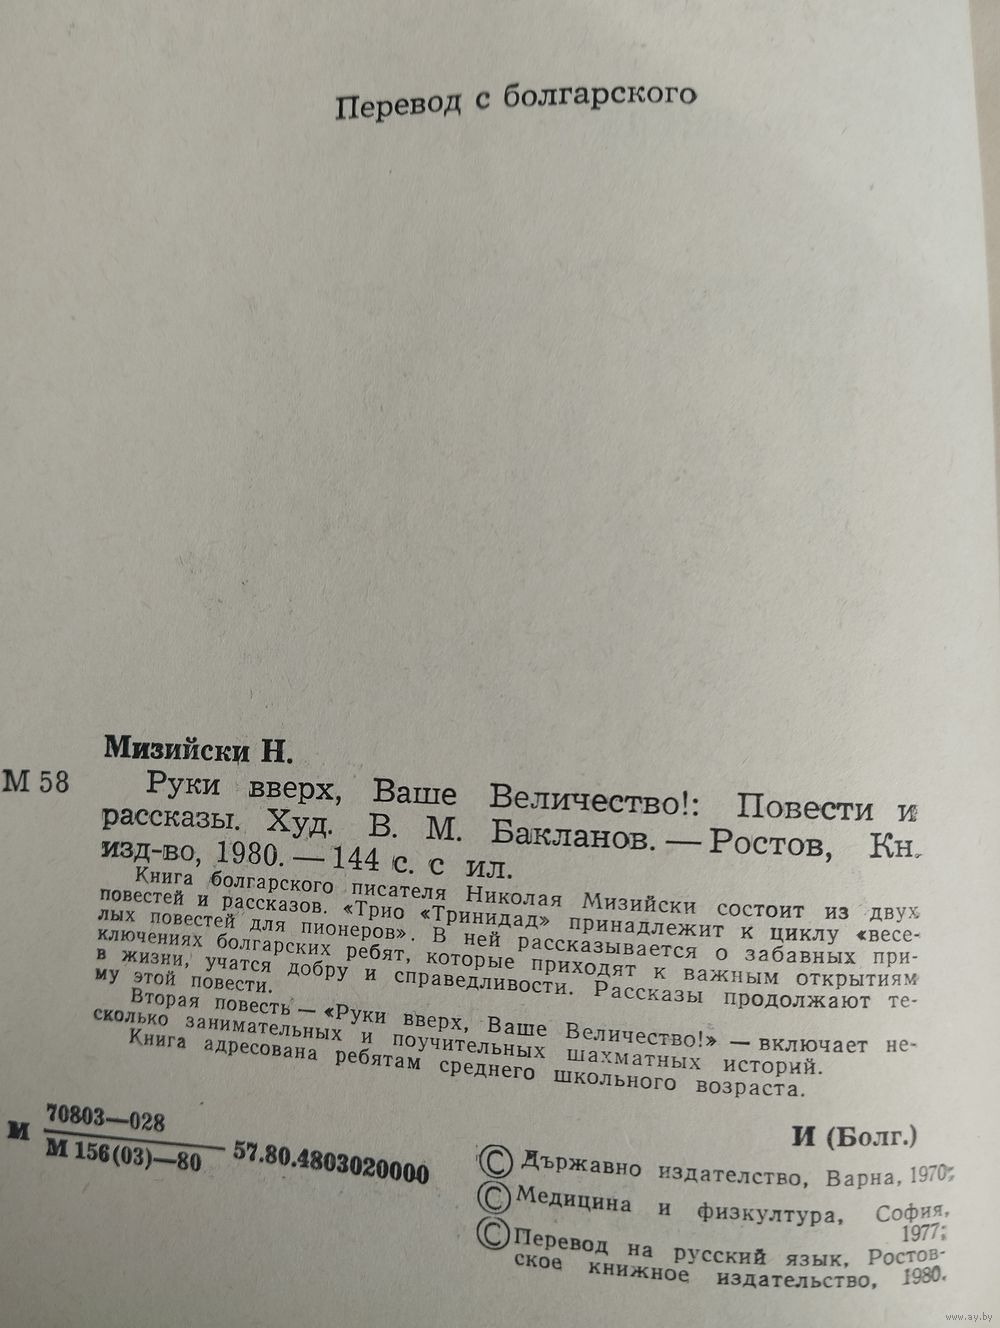 Перевод с болгарского
Мизийски Н.
М 58 Руки вверх, Ваше Величество!: Повести и
рассказы. Худ. В. М. Бакланов. — Ростов, Кн.
изд-во, 1980. — 144 с. с ил.
Книга болгарского писателя Николая Мизийски состоит из двух
повестей и рассказов. «Трио «Тринидад» принадлежит к циклу «весе-
лых повестей для пионеров». В ней рассказывается о забавных при-
ключениях болгарских ребят, которые приходят к важным открытиям
в жизни, учатся добру и справедливости. Рассказы продолжают те-
му этой повести.
Вторая повесть — «Руки вверх, Ваше Величество!» — включает не-
сколько занимательных и поучительных шахматных историй.
Книга адресована ребятам среднего школьного возраста.
М 70803—028
М 156(03)—80 57.80.4803020000
И (Болг.)
© Държавно издателство, Варна, 1970;
© Медицина и физкултура, София,
1977;
© Перевод на русский язык, Ростов-
ское книжное издательство, 1980.
www.ay.by